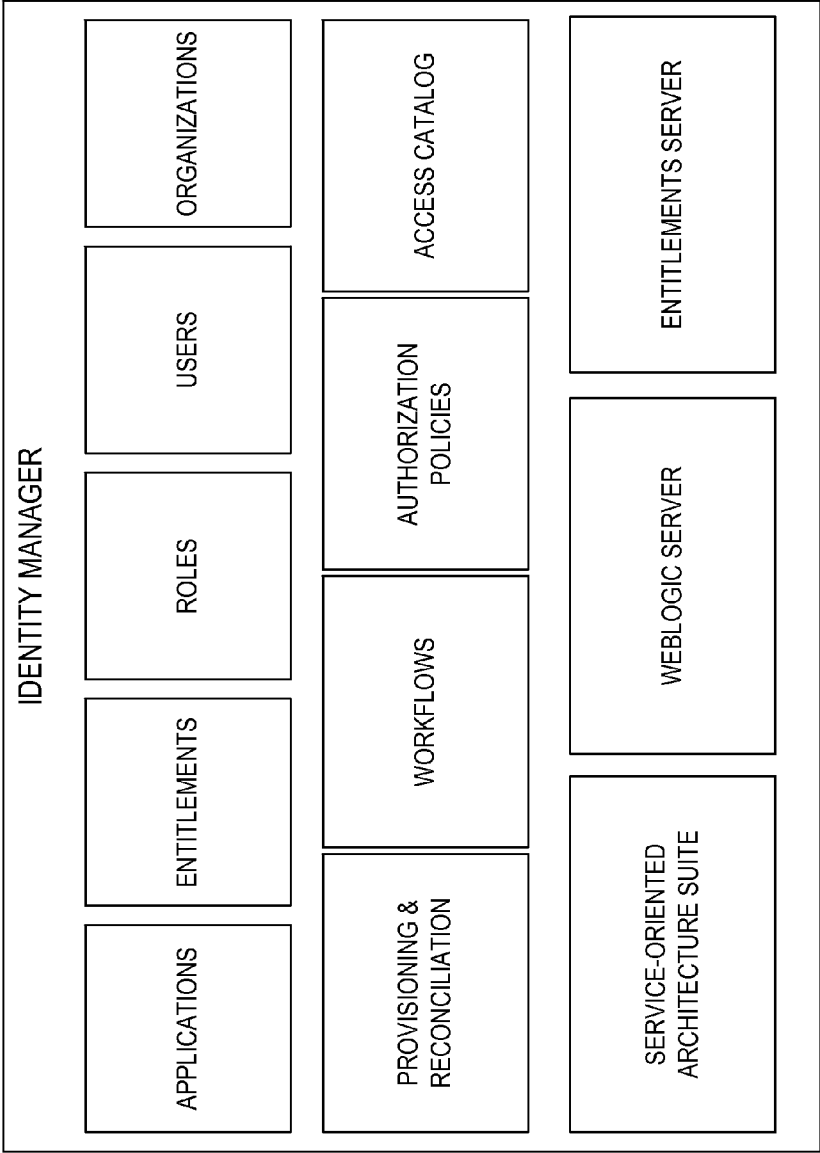 IDENTITY MANAGER
APPLICATIONS
ENTITLEMENTS
ROLES
USERS
ORGANIZATIONS
PROVISIONING &
RECONCILIATION
WORKFLOWS
AUTHORIZATION
POLICIES
ACCESS CATALOG
SERVICE-ORIENTED
ARCHITECTURE SUITE
WEBLOGIC SERVER
ENTITLEMENTS SERVER